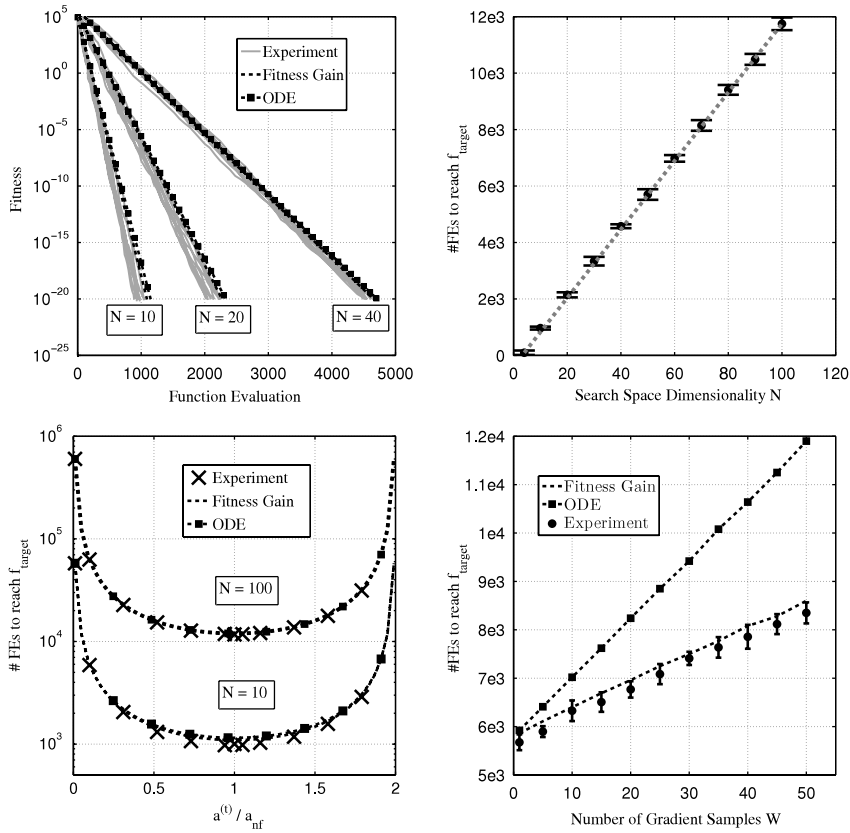 10^5
10^0
10^-5
10^-10
10^-15
10^-20
10^-25
Fitness
Experiment
Fitness Gain
ODE
N = 10
N = 20
N = 40
0 1000 2000 3000 4000 5000
Function Evaluation
12e3
10e3
8e3
6e3
4e3
2e3
0
#FEs to reach f_target
0 20 40 60 80 100 120
Search Space Dimensionality N
10^6
10^5
10^4
10^3
# FEs to reach f_target
Experiment
Fitness Gain
ODE
N = 100
N = 10
0 0.5 1 1.5 2
a^(t) / a_nf
1.2e4
1.1e4
1e4
9e3
8e3
7e3
6e3
5e3
#FEs to reach f_target
Fitness Gain
ODE
Experiment
0 10 20 30 40 50
Number of Gradient Samples W